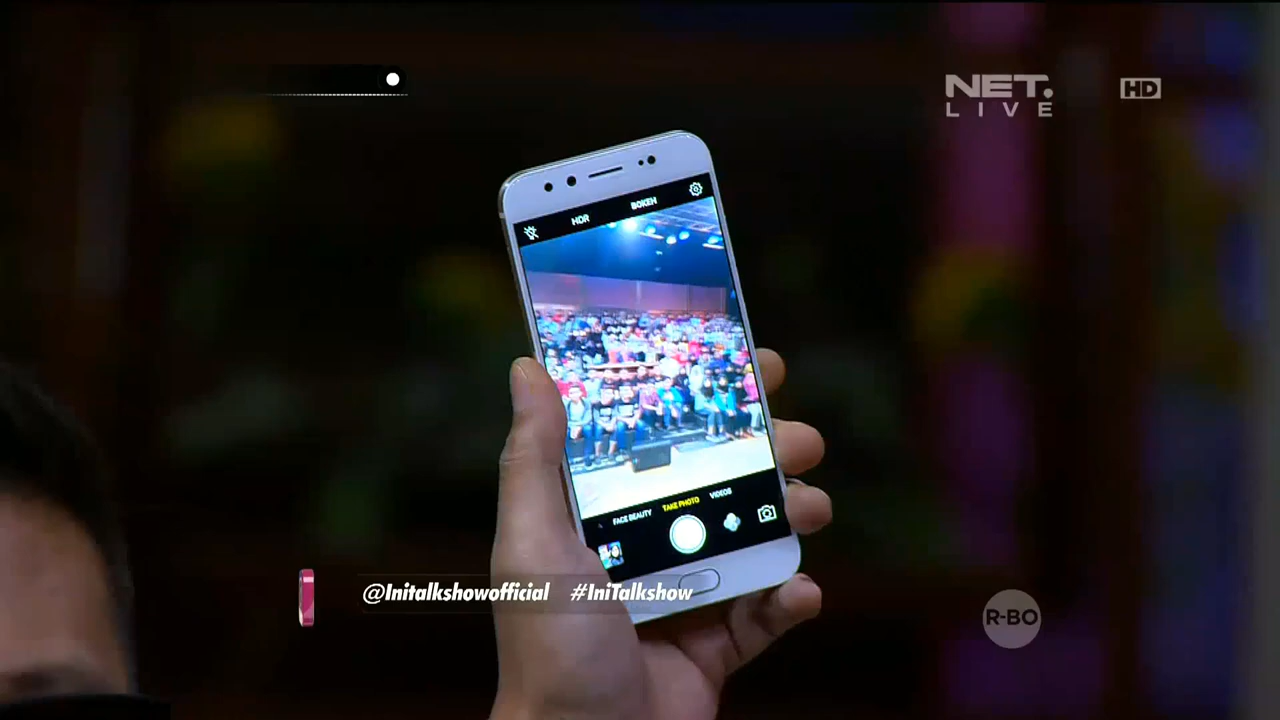 NET.
LIVE
HD
HDR
BOKEH
FACE BEAUTY
TAKE PHOTO
VIDEOS
@Initalkshowofficial #IniTalkshow
R-BO